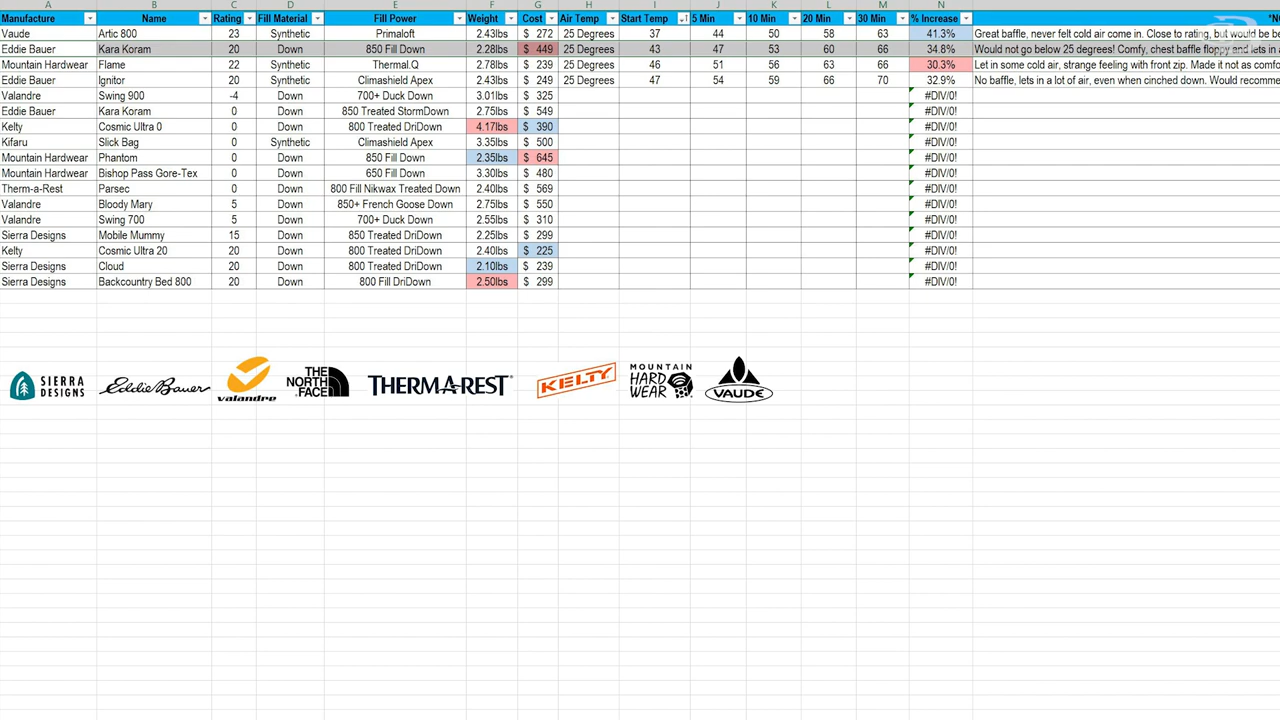 A B C D E F G H I J K L M N
Manufacture Name Rating Fill Material Fill Power Weight Cost Air Temp Start Temp 5 Min 10 Min 20 Min 30 Min % Increase
Vaude Artic 800 23 Synthetic Primaloft 2.43lbs $ 272 25 Degrees 37 44 50 58 63 41.3% Great baffle, never felt cold air come in. Close to rating, but would be be
Eddie Bauer Kara Koram 20 Down 850 Fill Down 2.28lbs $ 449 25 Degrees 43 47 53 60 66 34.8% Would not go below 25 degrees! Comfy, chest baffle floppy and lets in
Mountain Hardwear Flame 22 Synthetic Thermal.Q 2.78lbs $ 239 25 Degrees 46 51 56 63 66 30.3% Let in some cold air, strange feeling with front zip. Made it not as comfo
Eddie Bauer Ignitor 20 Down Climashield Apex 2.43lbs $ 249 25 Degrees 47 54 59 66 70 32.9% No baffle, lets in a lot of air, even when cinched down. Would recomme
Valandre Swing 900 -4 Down 700+ Duck Down 3.01lbs $ 325 #DIV/0!
Eddie Bauer Kara Koram 0 Down 850 Treated StormDown 2.75lbs $ 549 #DIV/0!
Kelty Cosmic Ultra 0 0 Down 800 Treated DriDown 4.17lbs $ 390 #DIV/0!
Kifaru Slick Bag 0 Synthetic Climashield Apex 3.35lbs $ 500 #DIV/0!
Mountain Hardwear Phantom 0 Down 850 Fill Down 2.35lbs $ 645 #DIV/0!
Mountain Hardwear Bishop Pass Gore-Tex 0 Down 650 Fill Down 3.30lbs $ 480 #DIV/0!
Therm-a-Rest Parsec 0 Down 800 Fill Nikwax Treated Down 2.40lbs $ 569 #DIV/0!
Valandre Bloody Mary 5 Down 850+ French Goose Down 2.75lbs $ 550 #DIV/0!
Valandre Swing 700 5 Down 700+ Duck Down 2.55lbs $ 310 #DIV/0!
Sierra Designs Mobile Mummy 15 Down 850 Treated DriDown 2.25lbs $ 299 #DIV/0!
Kelty Cosmic Ultra 20 20 Down 800 Treated DriDown 2.40lbs $ 225 #DIV/0!
Sierra Designs Cloud 20 Down 800 Treated DriDown 2.10lbs $ 239 #DIV/0!
Sierra Designs Backcountry Bed 800 20 Down 800 Fill DriDown 2.50lbs $ 299 #DIV/0!
SIERRA DESIGNS
Eddie Bauer
valandre
THE NORTH FACE
THERM-A-REST
KELTY
MOUNTAIN HARD WEAR
VAUDE